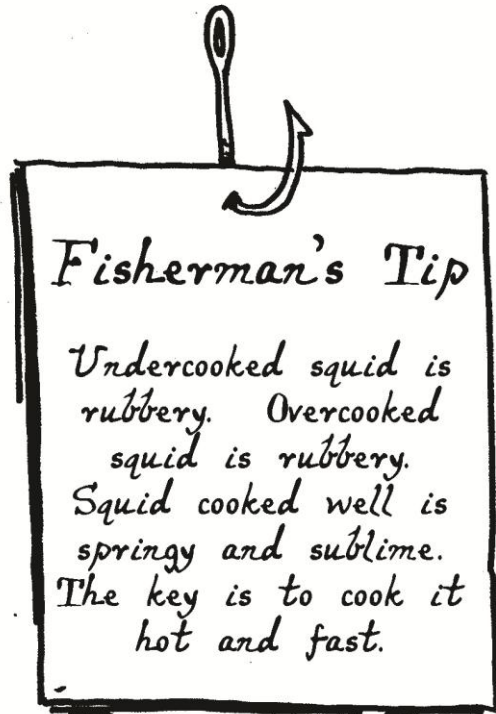 Fisherman's Tip
Undercooked squid is
rubbery. Overcooked
squid is rubbery.
Squid cooked well is
springy and sublime.
The key is to cook it
hot and fast.